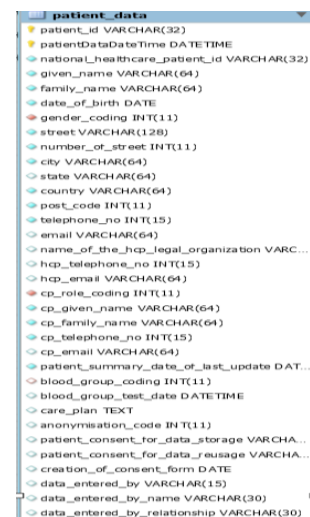 patient_data
patient_id VARCHAR(32)
patientDataDateTime DATETIME
national_healthcare_patient_id VARCHAR(32)
given_name VARCHAR(64)
family_name VARCHAR(64)
date_of_birth DATE
gender_coding INT(11)
street VARCHAR(128)
number_of_street INT(11)
city VARCHAR(64)
state VARCHAR(64)
country VARCHAR(64)
post_code INT(11)
telephone_no INT(15)
email VARCHAR(64)
name_of_the_hcp_legal_organization VARC...
hcp_telephone_no INT(15)
hcp_email VARCHAR(64)
cp_role_coding INT(11)
cp_given_name VARCHAR(64)
cp_family_name VARCHAR(64)
cp_telephone_no INT(15)
cp_email VARCHAR(64)
patient_summary_date_of_last_update DAT...
blood_group_coding INT(11)
blood_group_test_date DATETIME
care_plan TEXT
anonymisation_code INT(11)
patient_consent_for_data_storage VARCHA...
patient_consent_for_data_reusage VARCHA...
creation_of_consent_form DATE
data_entered_by VARCHAR(15)
data_entered_by_name VARCHAR(30)
data_entered_by_relationship VARCHAR(30)